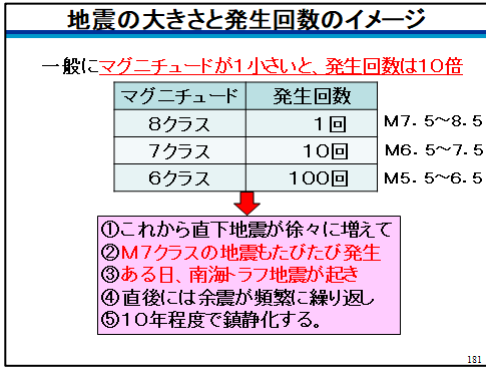 地震の大きさと発生回数のイメージ
一般にマグニチュードが1小さいと、発生回数は10倍
マグニチュード 発生回数
8クラス 1回 M7.5~8.5
7クラス 10回 M6.5~7.5
6クラス 100回 M5.5~6.5
①これから直下地震が徐々に増えて
②M7クラスの地震もたびたび発生
③ある日、南海トラフ地震が起き
④直後には余震が頻繁に繰り返し
⑤10年程度で鎮静化する。
181